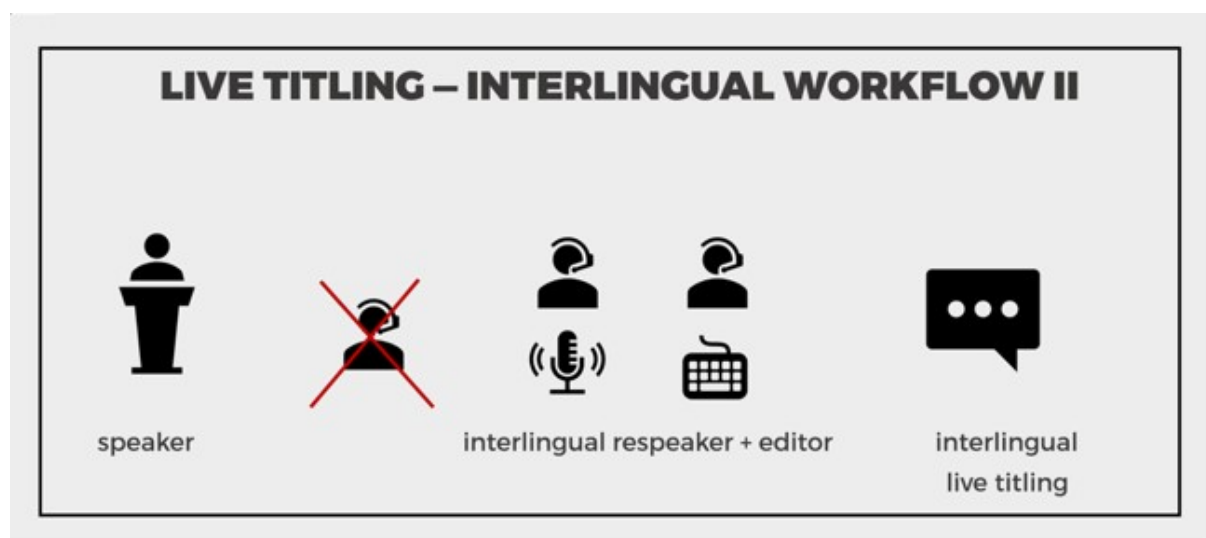 LIVE TITLING – INTERLINGUAL WORKFLOW II
speaker
interlingual respeaker + editor
interlingual
live titling